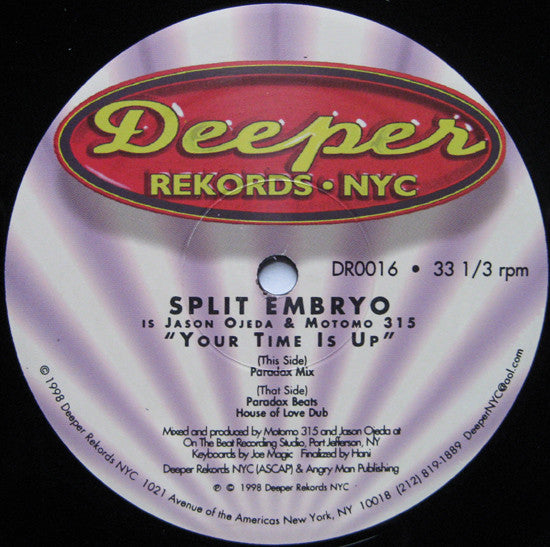 Deeper
REKORDS • NYC
DR0016 • 33 1/3 rpm
SPLIT EMBRYO
IS JASON OJEDA & MOTOMO 315
"YOUR TIME IS UP"
(This Side)
Paradox Mix
(That Side)
Paradox Beats
House of Love Dub
Mixed and produced by Motomo 315 and Jason Ojeda at
On The Beat Recording Studio, Port Jefferson, NY
Keyboards by Joe Magic Finalized by Hani
Deeper Rekords NYC (ASCAP) & Angry Man Publishing
℗ © 1998 Deeper Rekords NYC
© 1998 Deeper Rekords NYC 1021 Avenue of the Americas New York, NY 10018 (212) 819-1889 DeeperNYC@aol.com